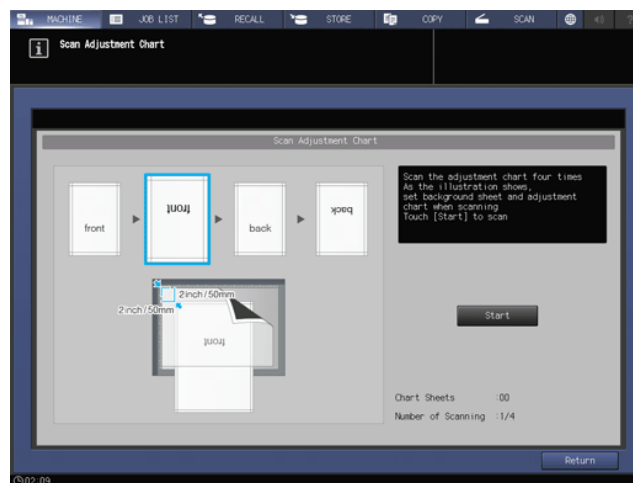 MACHINE JOB LIST RECALL STORE COPY SCAN
Scan Adjustment Chart
Scan Adjustment Chart
front front back back
Scan the adjustment chart four times
As the illustration shows,
set background sheet and adjustment
chart when scanning
Touch [Start] to scan
2inch/50mm
2inch/50mm
front
Start
Chart Sheets :00
Number of Scanning :1/4
Return
02:09